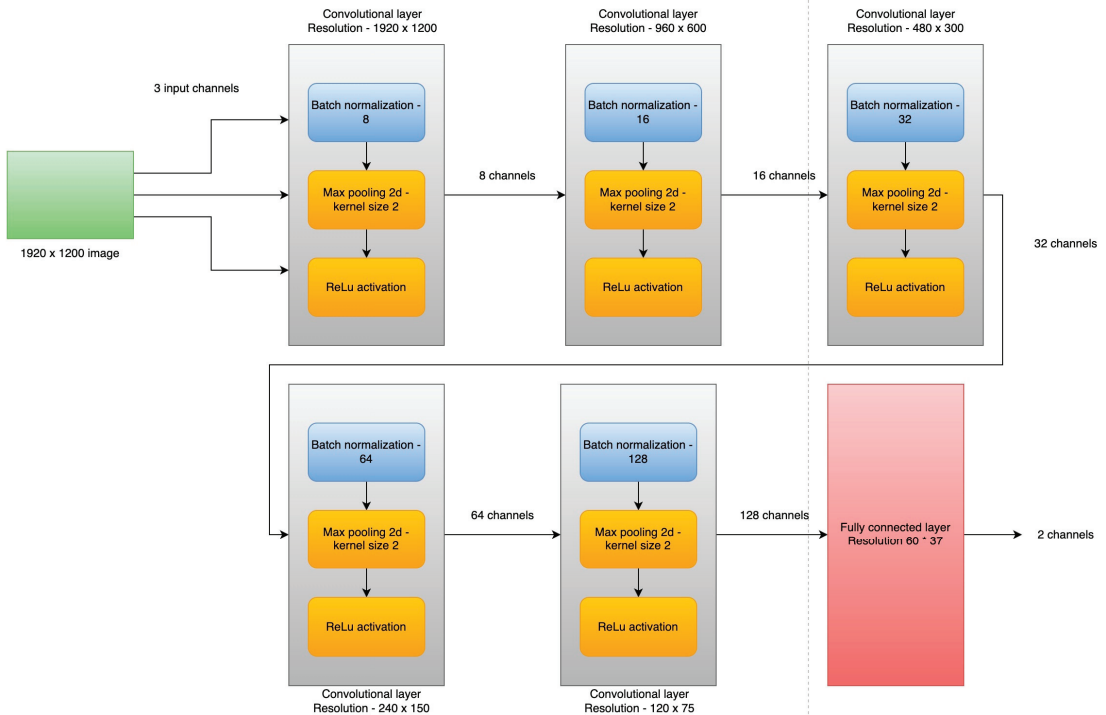 Convolutional layer
Resolution - 1920 x 1200
Convolutional layer
Resolution - 960 x 600
Convolutional layer
Resolution - 480 x 300
3 input channels
1920 x 1200 image
Batch normalization -
8
Max pooling 2d -
kernel size 2
ReLu activation
8 channels
Batch normalization -
16
Max pooling 2d -
kernel size 2
ReLu activation
16 channels
Batch normalization -
32
Max pooling 2d -
kernel size 2
ReLu activation
32 channels
Batch normalization -
64
Max pooling 2d -
kernel size 2
ReLu activation
Convolutional layer
Resolution - 240 x 150
64 channels
Batch normalization -
128
Max pooling 2d -
kernel size 2
ReLu activation
Convolutional layer
Resolution - 120 x 75
128 channels
Fully connected layer
Resolution 60 * 37
2 channels